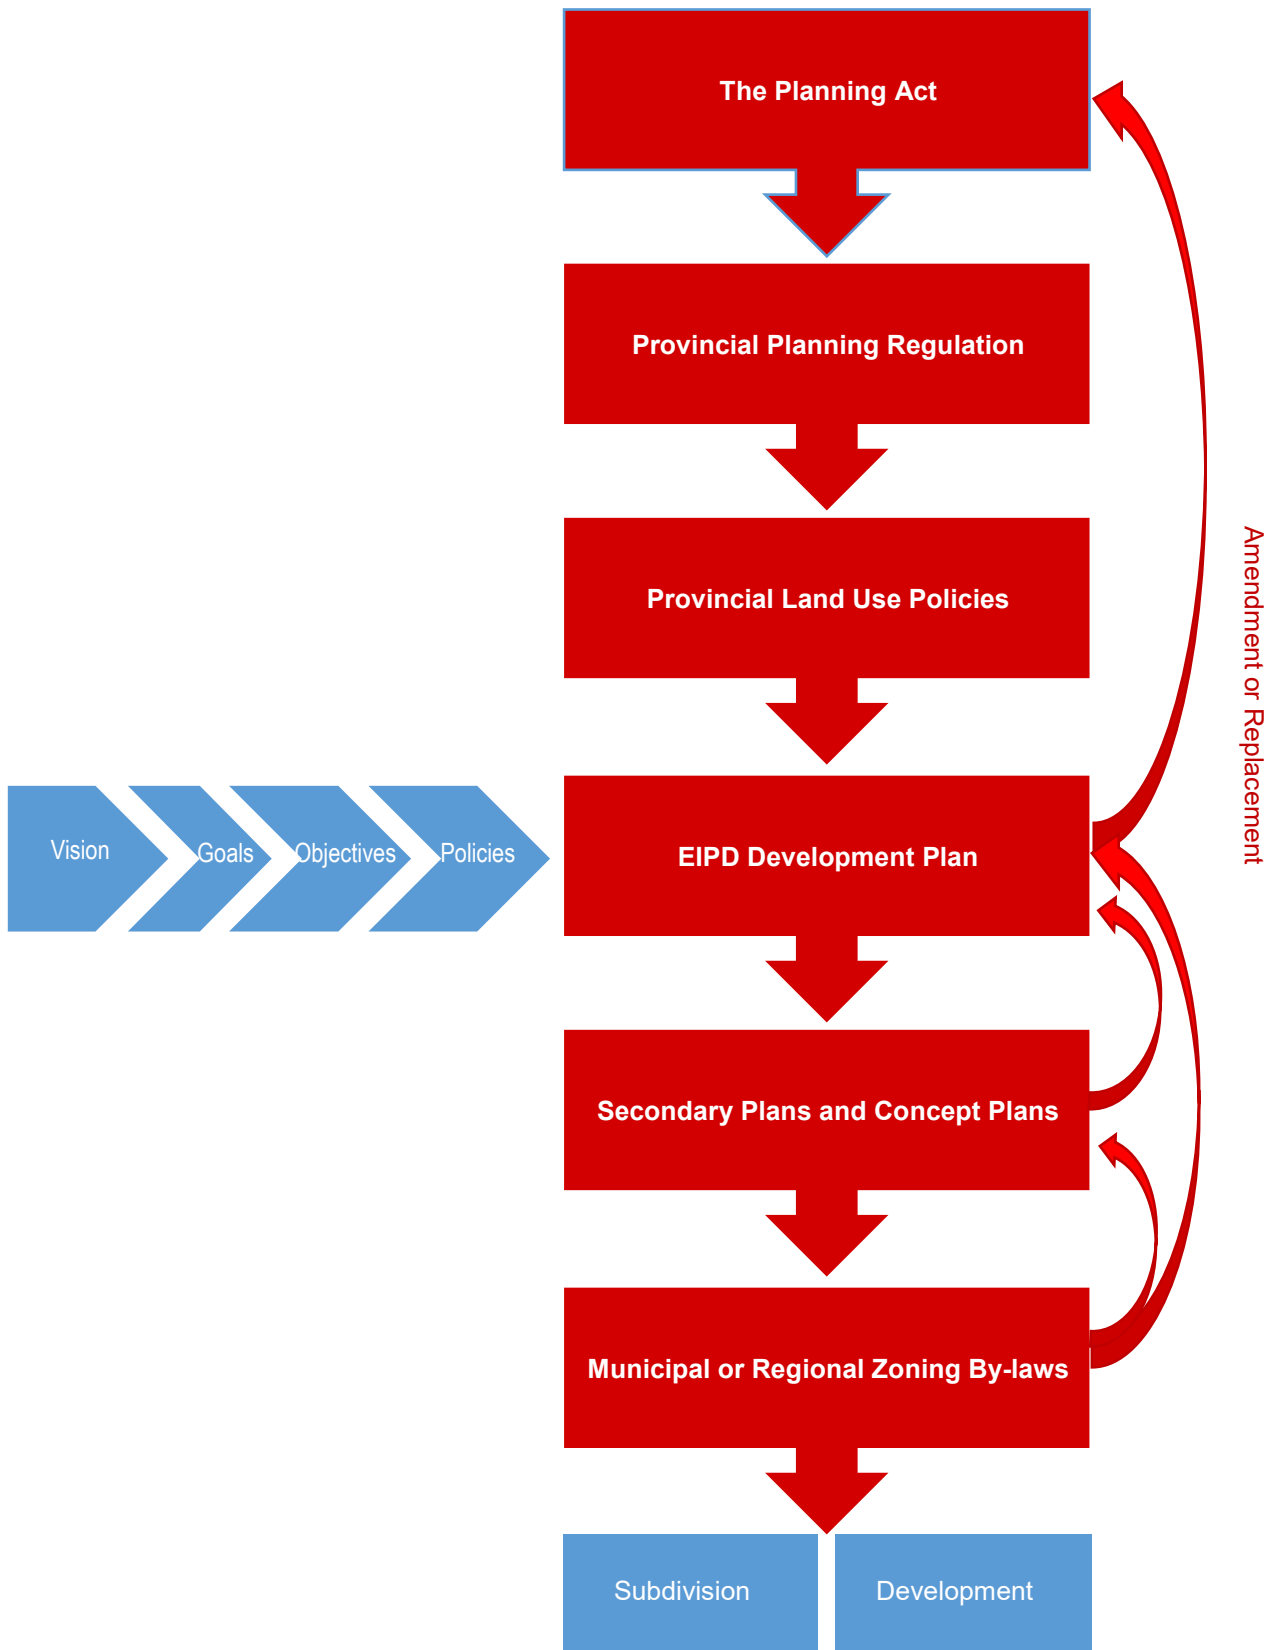 The Planning Act
Provincial Planning Regulation
Provincial Land Use Policies
Amendment or Replacement
Vision
Goals
Objectives
Policies
EIPD Development Plan
Secondary Plans and Concept Plans
Municipal or Regional Zoning By-laws
Subdivision
Development